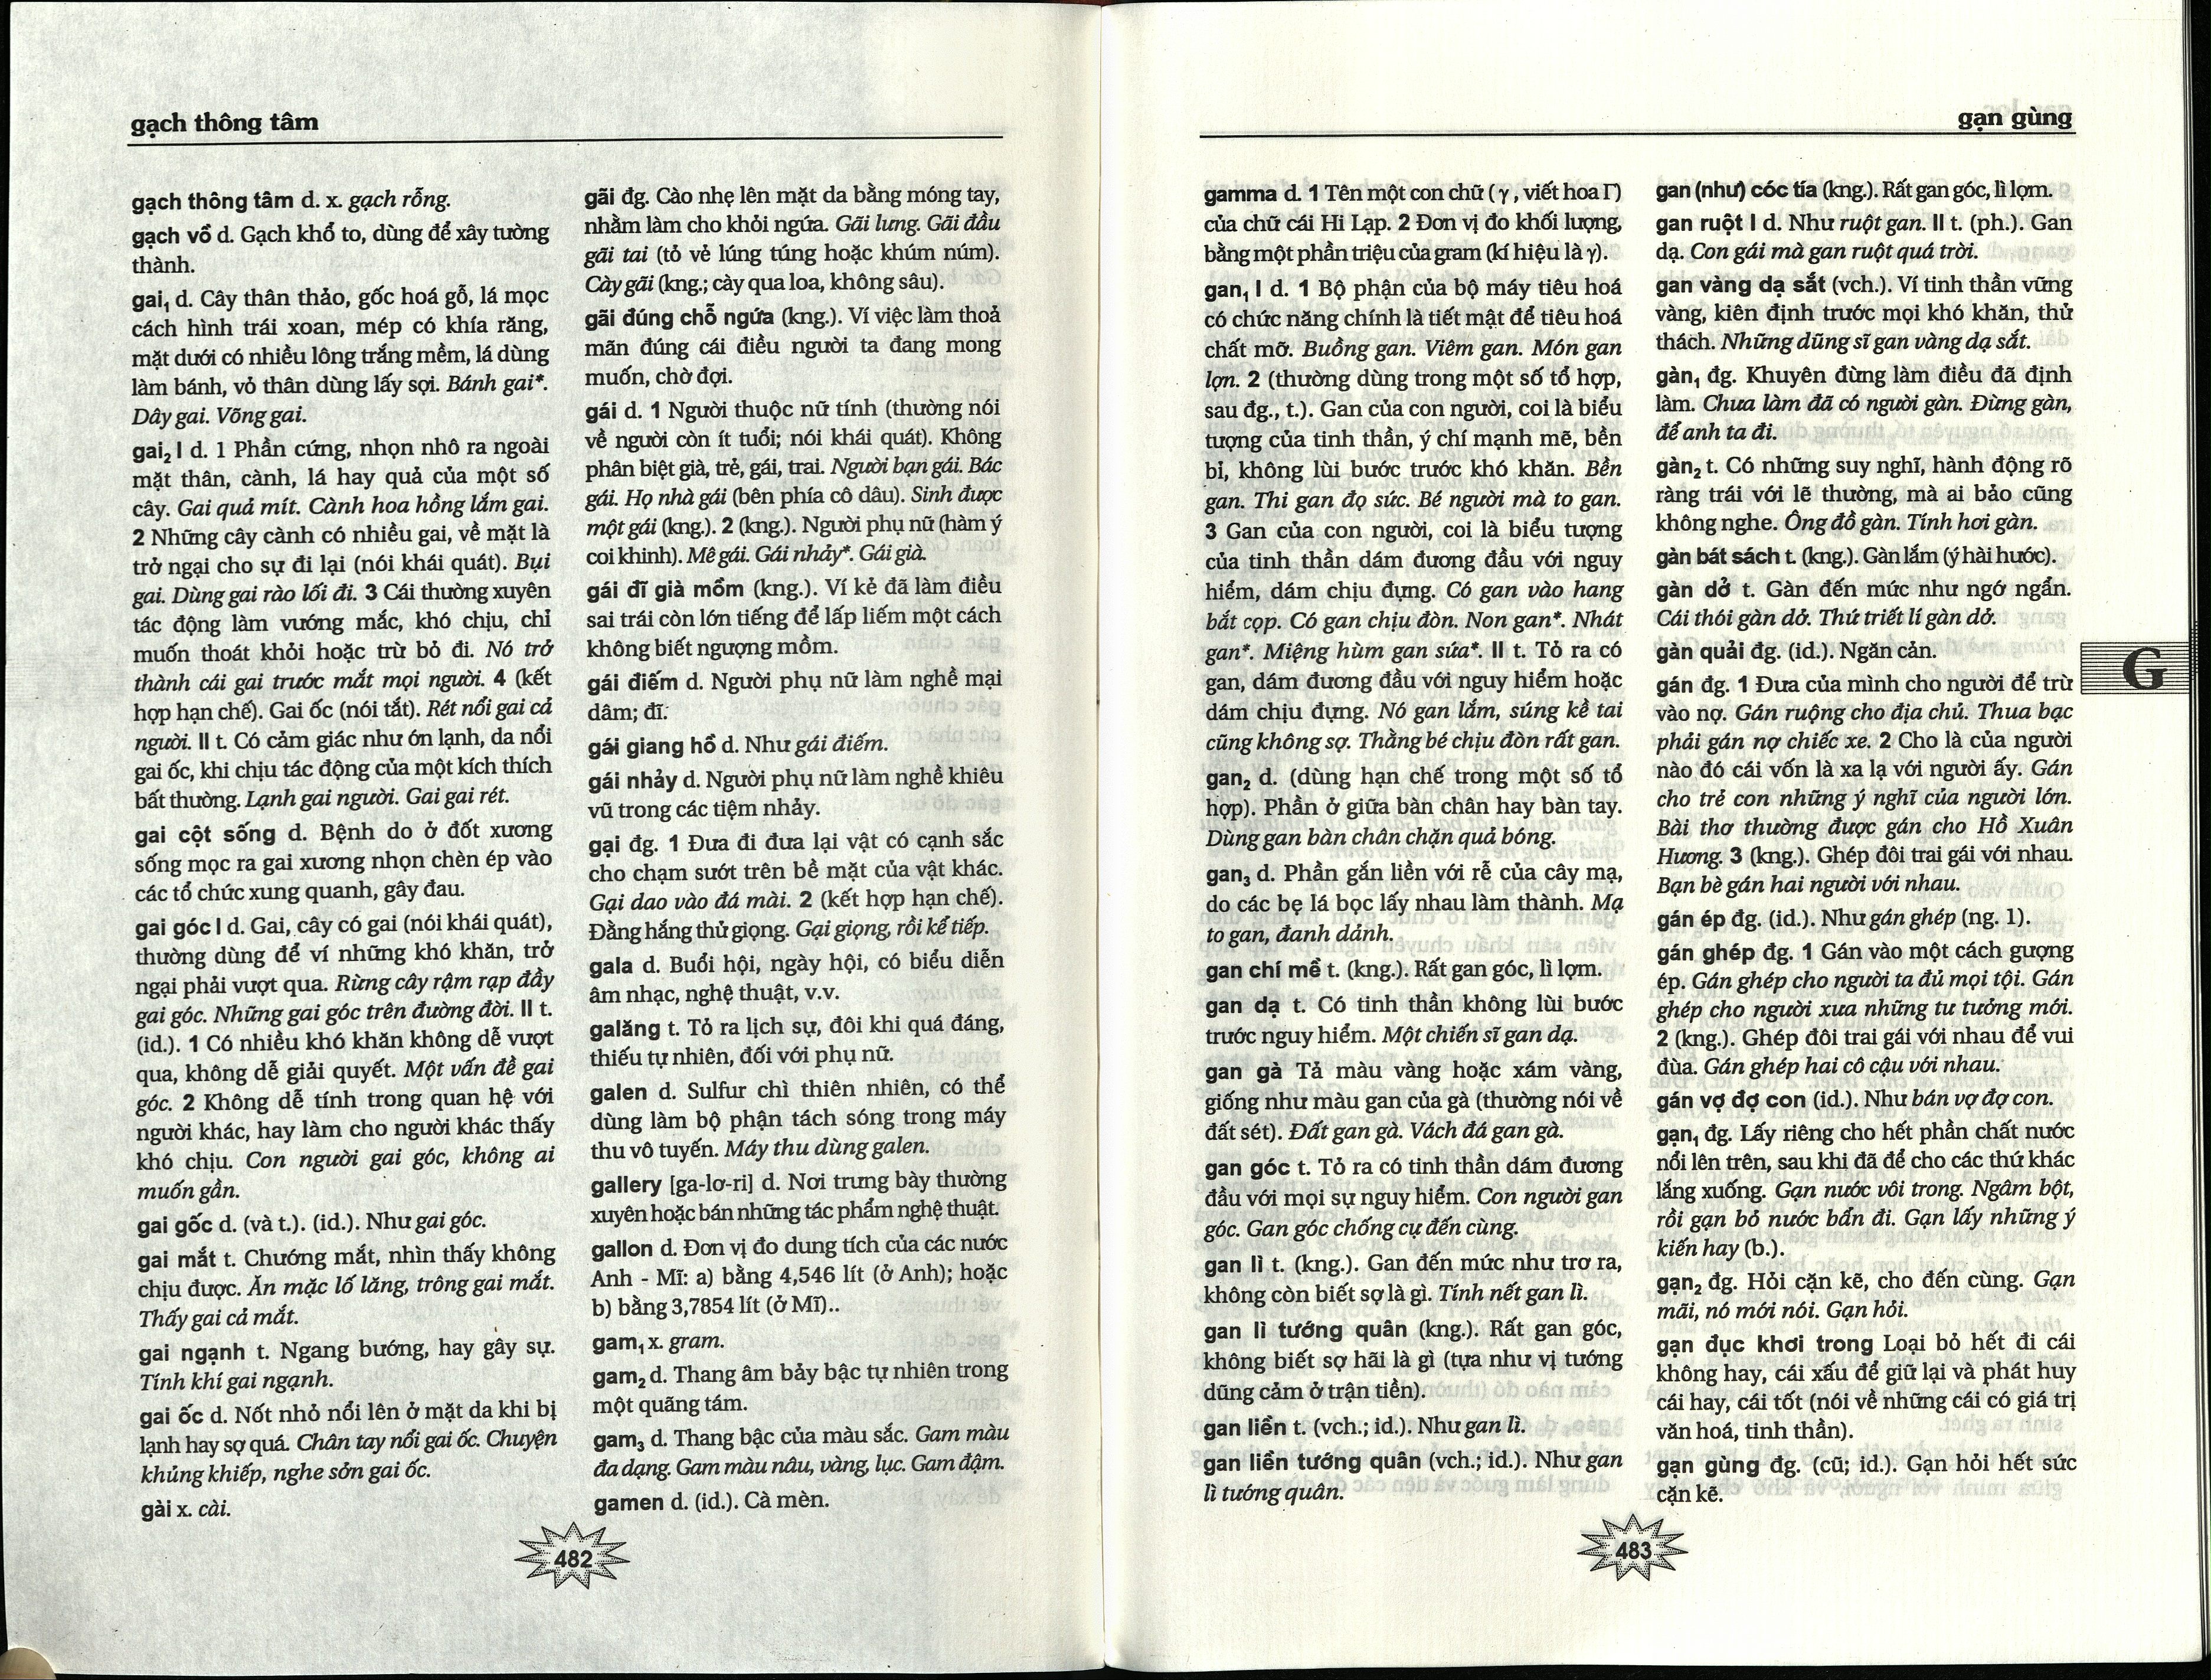 gạch thông tâm
gạch thông tâm d. x. gạch rỗng.
gạch vồ d. Gạch khổ to, dùng để xây tường
thành.
gai₁ d. Cây thân thảo, gốc hoá gỗ, lá mọc
cách hình trái xoan, mép có khía răng,
mặt dưới có nhiều lông trắng mềm, lá dùng
làm bánh, vỏ thân dùng lấy sợi. Bánh gai*.
Dây gai. Võng gai.
gai₂ I d. 1 Phần cứng, nhọn nhô ra ngoài
mặt thân, cành, lá hay quả của một số
cây. Gai quả mít. Cành hoa hồng lắm gai.
2 Những cây cành có nhiều gai, về mặt là
trở ngại cho sự đi lại (nói khái quát). Bụi
gai. Dùng gai rào lối đi. 3 Cái thường xuyên
tác động làm vướng mắc, khó chịu, chỉ
muốn thoát khỏi hoặc trừ bỏ đi. Nó trở
thành cái gai trước mắt mọi người. 4 (kết
hợp hạn chế). Gai ốc (nói tắt). Rét nổi gai cả
người. II t. Có cảm giác như ớn lạnh, da nổi
gai ốc, khi chịu tác động của một kích thích
bất thường. Lạnh gai người. Gai gai rét.
gai cột sống d. Bệnh do ở đốt xương
sống mọc ra gai xương nhọn chèn ép vào
các tổ chức xung quanh, gây đau.
gai góc I d. Gai, cây có gai (nói khái quát),
thường dùng để ví những khó khăn, trở
ngại phải vượt qua. Rừng cây rậm rạp đầy
gai góc. Những gai góc trên đường đời. II t.
(id.). 1 Có nhiều khó khăn không dễ vượt
qua, không dễ giải quyết. Một vấn đề gai
góc. 2 Không dễ tính trong quan hệ với
người khác, hay làm cho người khác thấy
khó chịu. Con người gai góc, không ai
muốn gần.
gai gốc d. (và t.). (id.). Như gai góc.
gai mắt t. Chướng mắt, nhìn thấy không
chịu được. Ăn mặc lố lăng, trông gai mắt.
Thấy gai cả mắt.
gai ngạnh t. Ngang bướng, hay gây sự.
Tính khí gai ngạnh.
gai ốc d. Nốt nhỏ nổi lên ở mặt da khi bị
lạnh hay sợ quá. Chân tay nổi gai ốc. Chuyện
khủng khiếp, nghe sởn gai ốc.
gài x. cài.
gãi đg. Cào nhẹ lên mặt da bằng móng tay,
nhằm làm cho khỏi ngứa. Gãi lưng. Gãi đầu
gãi tai (tỏ vẻ lúng túng hoặc khúm núm).
Cày gãi (kng.; cày qua loa, không sâu).
gãi đúng chỗ ngứa (kng.). Ví việc làm thoả
mãn đúng cái điều người ta đang mong
muốn, chờ đợi.
gái d. 1 Người thuộc nữ tính (thường nói
về người còn ít tuổi; nói khái quát). Không
phân biệt già, trẻ, gái, trai. Người bạn gái. Bác
gái. Họ nhà gái (bên phía cô dâu). Sinh được
một gái (kng.). 2 (kng.). Người phụ nữ (hàm ý
coi khinh). Mê gái. Gái nhảy*. Gái già.
gái đĩ già mồm (kng.). Ví kẻ đã làm điều
sai trái còn lớn tiếng để lấp liếm một cách
không biết ngượng mồm.
gái điếm d. Người phụ nữ làm nghề mại
dâm; đĩ.
gái giang hồ d. Như gái điếm.
gái nhảy d. Người phụ nữ làm nghề khiêu
vũ trong các tiệm nhảy.
gại đg. 1 Đưa đi đưa lại vật có cạnh sắc
cho chạm sướt trên bề mặt của vật khác.
Gại dao vào đá mài. 2 (kết hợp hạn chế).
Đằng hắng thử giọng. Gại giọng, rồi kể tiếp.
gala d. Buổi hội, ngày hội, có biểu diễn
âm nhạc, nghệ thuật, v.v.
galăng t. Tỏ ra lịch sự, đôi khi quá đáng,
thiếu tự nhiên, đối với phụ nữ.
galen d. Sulfur chì thiên nhiên, có thể
dùng làm bộ phận tách sóng trong máy
thu vô tuyến. Máy thu dùng galen.
gallery [ga-lơ-ri] d. Nơi trưng bày thường
xuyên hoặc bán những tác phẩm nghệ thuật.
gallon d. Đơn vị đo dung tích của các nước
Anh - Mĩ: a) bằng 4,546 lít (ở Anh); hoặc
b) bằng 3,7854 lít (ở Mĩ)..
gam₁ x. gram.
gam₂ d. Thang âm bảy bậc tự nhiên trong
một quãng tám.
gam₃ d. Thang bậc của màu sắc. Gam màu
đa dạng. Gam màu nâu, vàng, lục. Gam đậm.
gamen d. (id.). Cà mèn.
482
gạn gùng
gamma d. 1 Tên một con chữ (γ, viết hoa Γ)
của chữ cái Hi Lạp. 2 Đơn vị đo khối lượng,
bằng một phần triệu của gram (kí hiệu là γ).
gan₁ I d. 1 Bộ phận của bộ máy tiêu hoá
có chức năng chính là tiết mật để tiêu hoá
chất mỡ. Buồng gan. Viêm gan. Món gan
lợn. 2 (thường dùng trong một số tổ hợp,
sau đg., t.). Gan của con người, coi là biểu
tượng của tinh thần, ý chí mạnh mẽ, bền
bỉ, không lùi bước trước khó khăn. Bền
gan. Thi gan đọ sức. Bé người mà to gan.
3 Gan của con người, coi là biểu tượng
của tinh thần dám đương đầu với nguy
hiểm, dám chịu đựng. Có gan vào hang
bắt cọp. Có gan chịu đòn. Non gan*. Nhát
gan*. Miệng hùm gan sứa*. II t. Tỏ ra có
gan, dám đương đầu với nguy hiểm hoặc
dám chịu đựng. Nó gan lắm, súng kề tai
cũng không sợ. Thằng bé chịu đòn rất gan.
gan₂ d. (dùng hạn chế trong một số tổ
hợp). Phần ở giữa bàn chân hay bàn tay.
Dùng gan bàn chân chặn quả bóng.
gan₃ d. Phần gắn liền với rễ của cây mạ,
do các bẹ lá bọc lấy nhau làm thành. Mạ
to gan, đanh dảnh.
gan chí mề t. (kng.). Rất gan góc, lì lợm.
gan dạ t. Có tinh thần không lùi bước
trước nguy hiểm. Một chiến sĩ gan dạ.
gan gà Tả màu vàng hoặc xám vàng,
giống như màu gan của gà (thường nói về
đất sét). Đất gan gà. Vách đá gan gà.
gan góc t. Tỏ ra có tinh thần dám đương
đầu với mọi sự nguy hiểm. Con người gan
góc. Gan góc chống cự đến cùng.
gan lì t. (kng.). Gan đến mức như trơ ra,
không còn biết sợ là gì. Tính nết gan lì.
gan lì tướng quân (kng.). Rất gan góc,
không biết sợ hãi là gì (tựa như vị tướng
dũng cảm ở trận tiền).
gan liền t. (vch.; id.). Như gan lì.
gan liền tướng quân (vch.; id.). Như gan
lì tướng quân.
gan (như) cóc tía (kng.). Rất gan góc, lì lợm.
gan ruột I d. Như ruột gan. II t. (ph.). Gan
dạ. Con gái mà gan ruột quá trời.
gan vàng dạ sắt (vch.). Ví tinh thần vững
vàng, kiên định trước mọi khó khăn, thử
thách. Những dũng sĩ gan vàng dạ sắt.
gàn₁ đg. Khuyên đừng làm điều đã định
làm. Chưa làm đã có người gàn. Đừng gàn,
để anh ta đi.
gàn₂ t. Có những suy nghĩ, hành động rõ
ràng trái với lẽ thường, mà ai bảo cũng
không nghe. Ông đồ gàn. Tính hơi gàn.
gàn bát sách t. (kng.). Gàn lắm (ý hài hước).
gàn dở t. Gàn đến mức như ngớ ngẩn.
Cái thói gàn dở. Thứ triết lí gàn dở.
gàn quải đg. (id.). Ngăn cản.
gán đg. 1 Đưa của mình cho người để trừ
vào nợ. Gán ruộng cho địa chủ. Thua bạc
phải gán nợ chiếc xe. 2 Cho là của người
nào đó cái vốn là xa lạ với người ấy. Gán
cho trẻ con những ý nghĩ của người lớn.
Bài thơ thường được gán cho Hồ Xuân
Hương. 3 (kng.). Ghép đôi trai gái với nhau.
Bạn bè gán hai người với nhau.
gán ép đg. (id.). Như gán ghép (ng. 1).
gán ghép đg. 1 Gán vào một cách gượng
ép. Gán ghép cho người ta đủ mọi tội. Gán
ghép cho người xưa những tư tưởng mới.
2 (kng.). Ghép đôi trai gái với nhau để vui
đùa. Gán ghép hai cô cậu với nhau.
gán vợ đợ con (id.). Như bán vợ đợ con.
gạn₁ đg. Lấy riêng cho hết phần chất nước
nổi lên trên, sau khi đã để cho các thứ khác
lắng xuống. Gạn nước vôi trong. Ngâm bột,
rồi gạn bỏ nước bẩn đi. Gạn lấy những ý
kiến hay (b.).
gạn₂ đg. Hỏi cặn kẽ, cho đến cùng. Gạn
mãi, nó mới nói. Gạn hỏi.
gạn đục khơi trong Loại bỏ hết đi cái
không hay, cái xấu để giữ lại và phát huy
cái hay, cái tốt (nói về những cái có giá trị
văn hoá, tinh thần).
gạn gùng đg. (cũ; id.). Gạn hỏi hết sức
cặn kẽ.
G
483